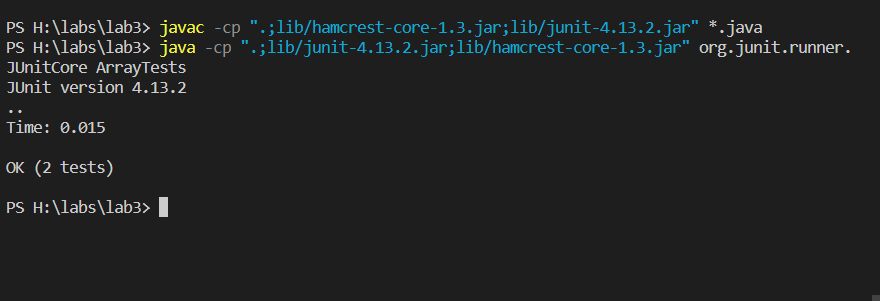 PS H:\labs\lab3> javac -cp ".;lib/hamcrest-core-1.3.jar;lib/junit-4.13.2.jar" *.java
PS H:\labs\lab3> java -cp ".;lib/junit-4.13.2.jar;lib/hamcrest-core-1.3.jar" org.junit.runner.
JUnitCore ArrayTests
JUnit version 4.13.2
..
Time: 0.015
OK (2 tests)
PS H:\labs\lab3>